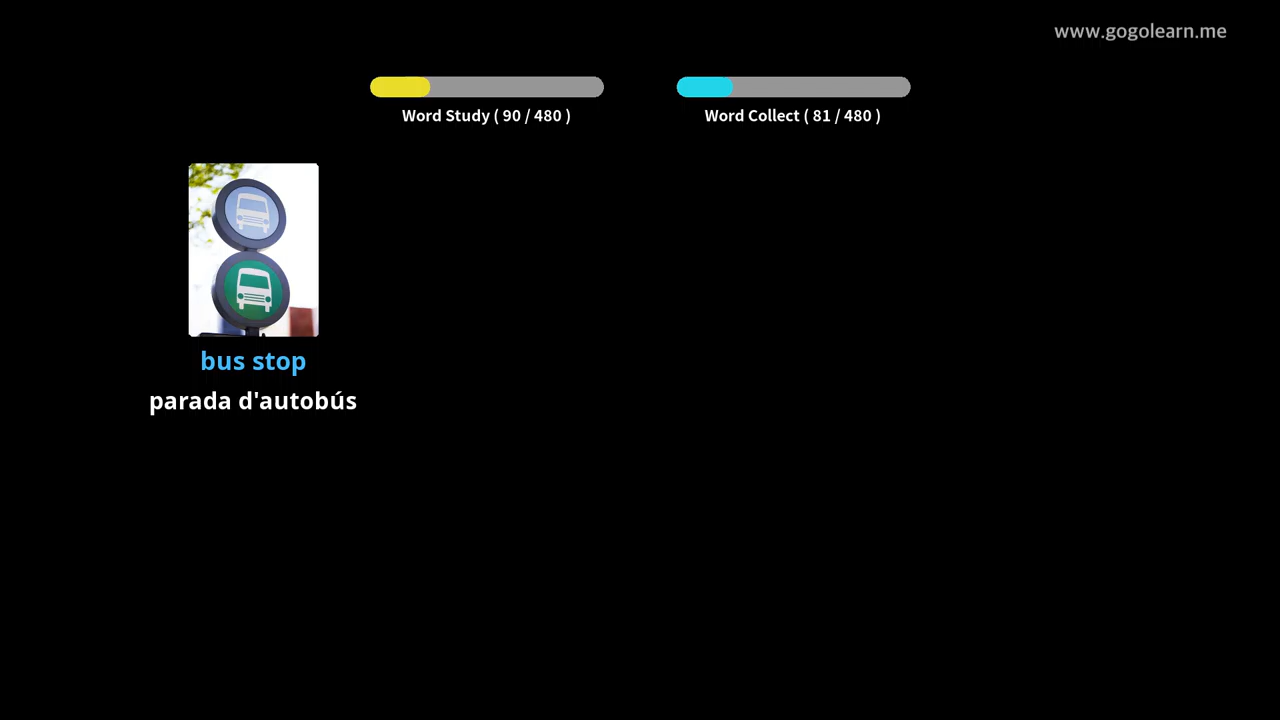 www.gogolearn.me
Word Study ( 90 / 480 )
Word Collect ( 81 / 480 )
bus stop
parada d'autobús